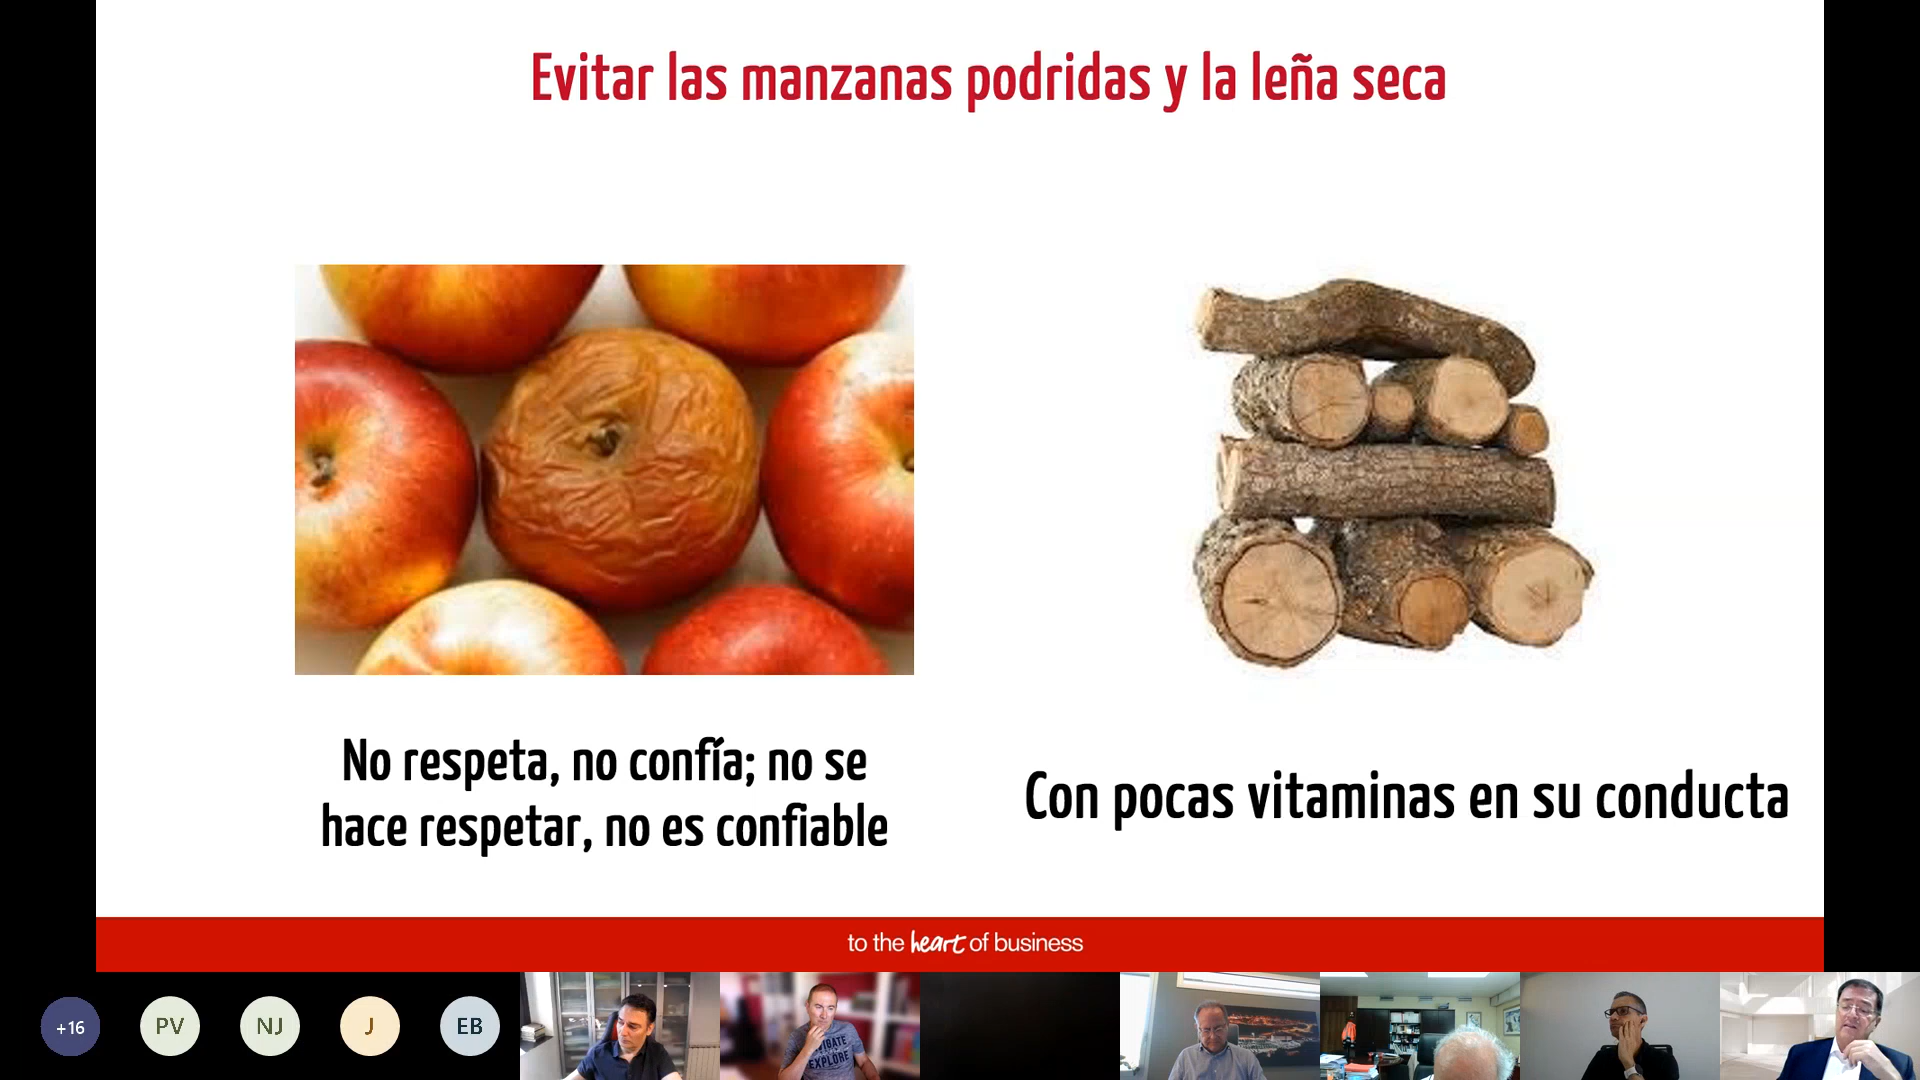 Evitar las manzanas podridas y la leña seca
No respeta, no confía; no se
hace respetar, no es confiable
Con pocas vitaminas en su conducta
to the heart of business
+16
PV
NJ
J
EB
EXPLORE